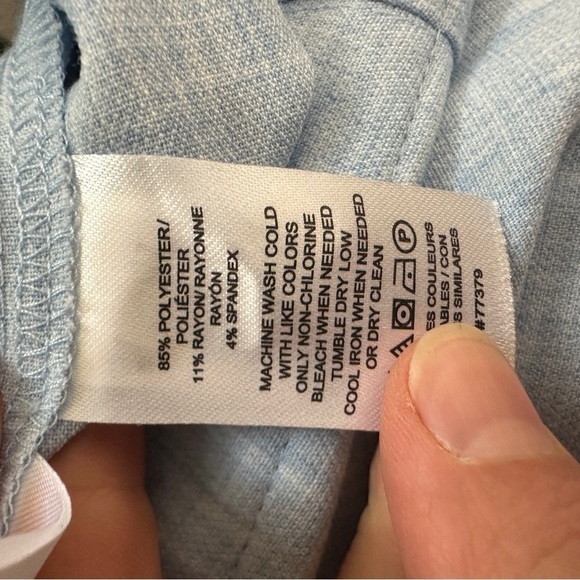 85% POLYESTER/
POLIÉSTER
11% RAYON/RAYONNE
RAYÓN
4% SPANDEX
MACHINE WASH COLD
WITH LIKE COLORS
ONLY NON-CHLORINE
BLEACH WHEN NEEDED
TUMBLE DRY LOW
COOL IRON WHEN NEEDED
OR DRY CLEAN
P
ES COULEURS
ABLES / CON
S SIMILARES
#77379